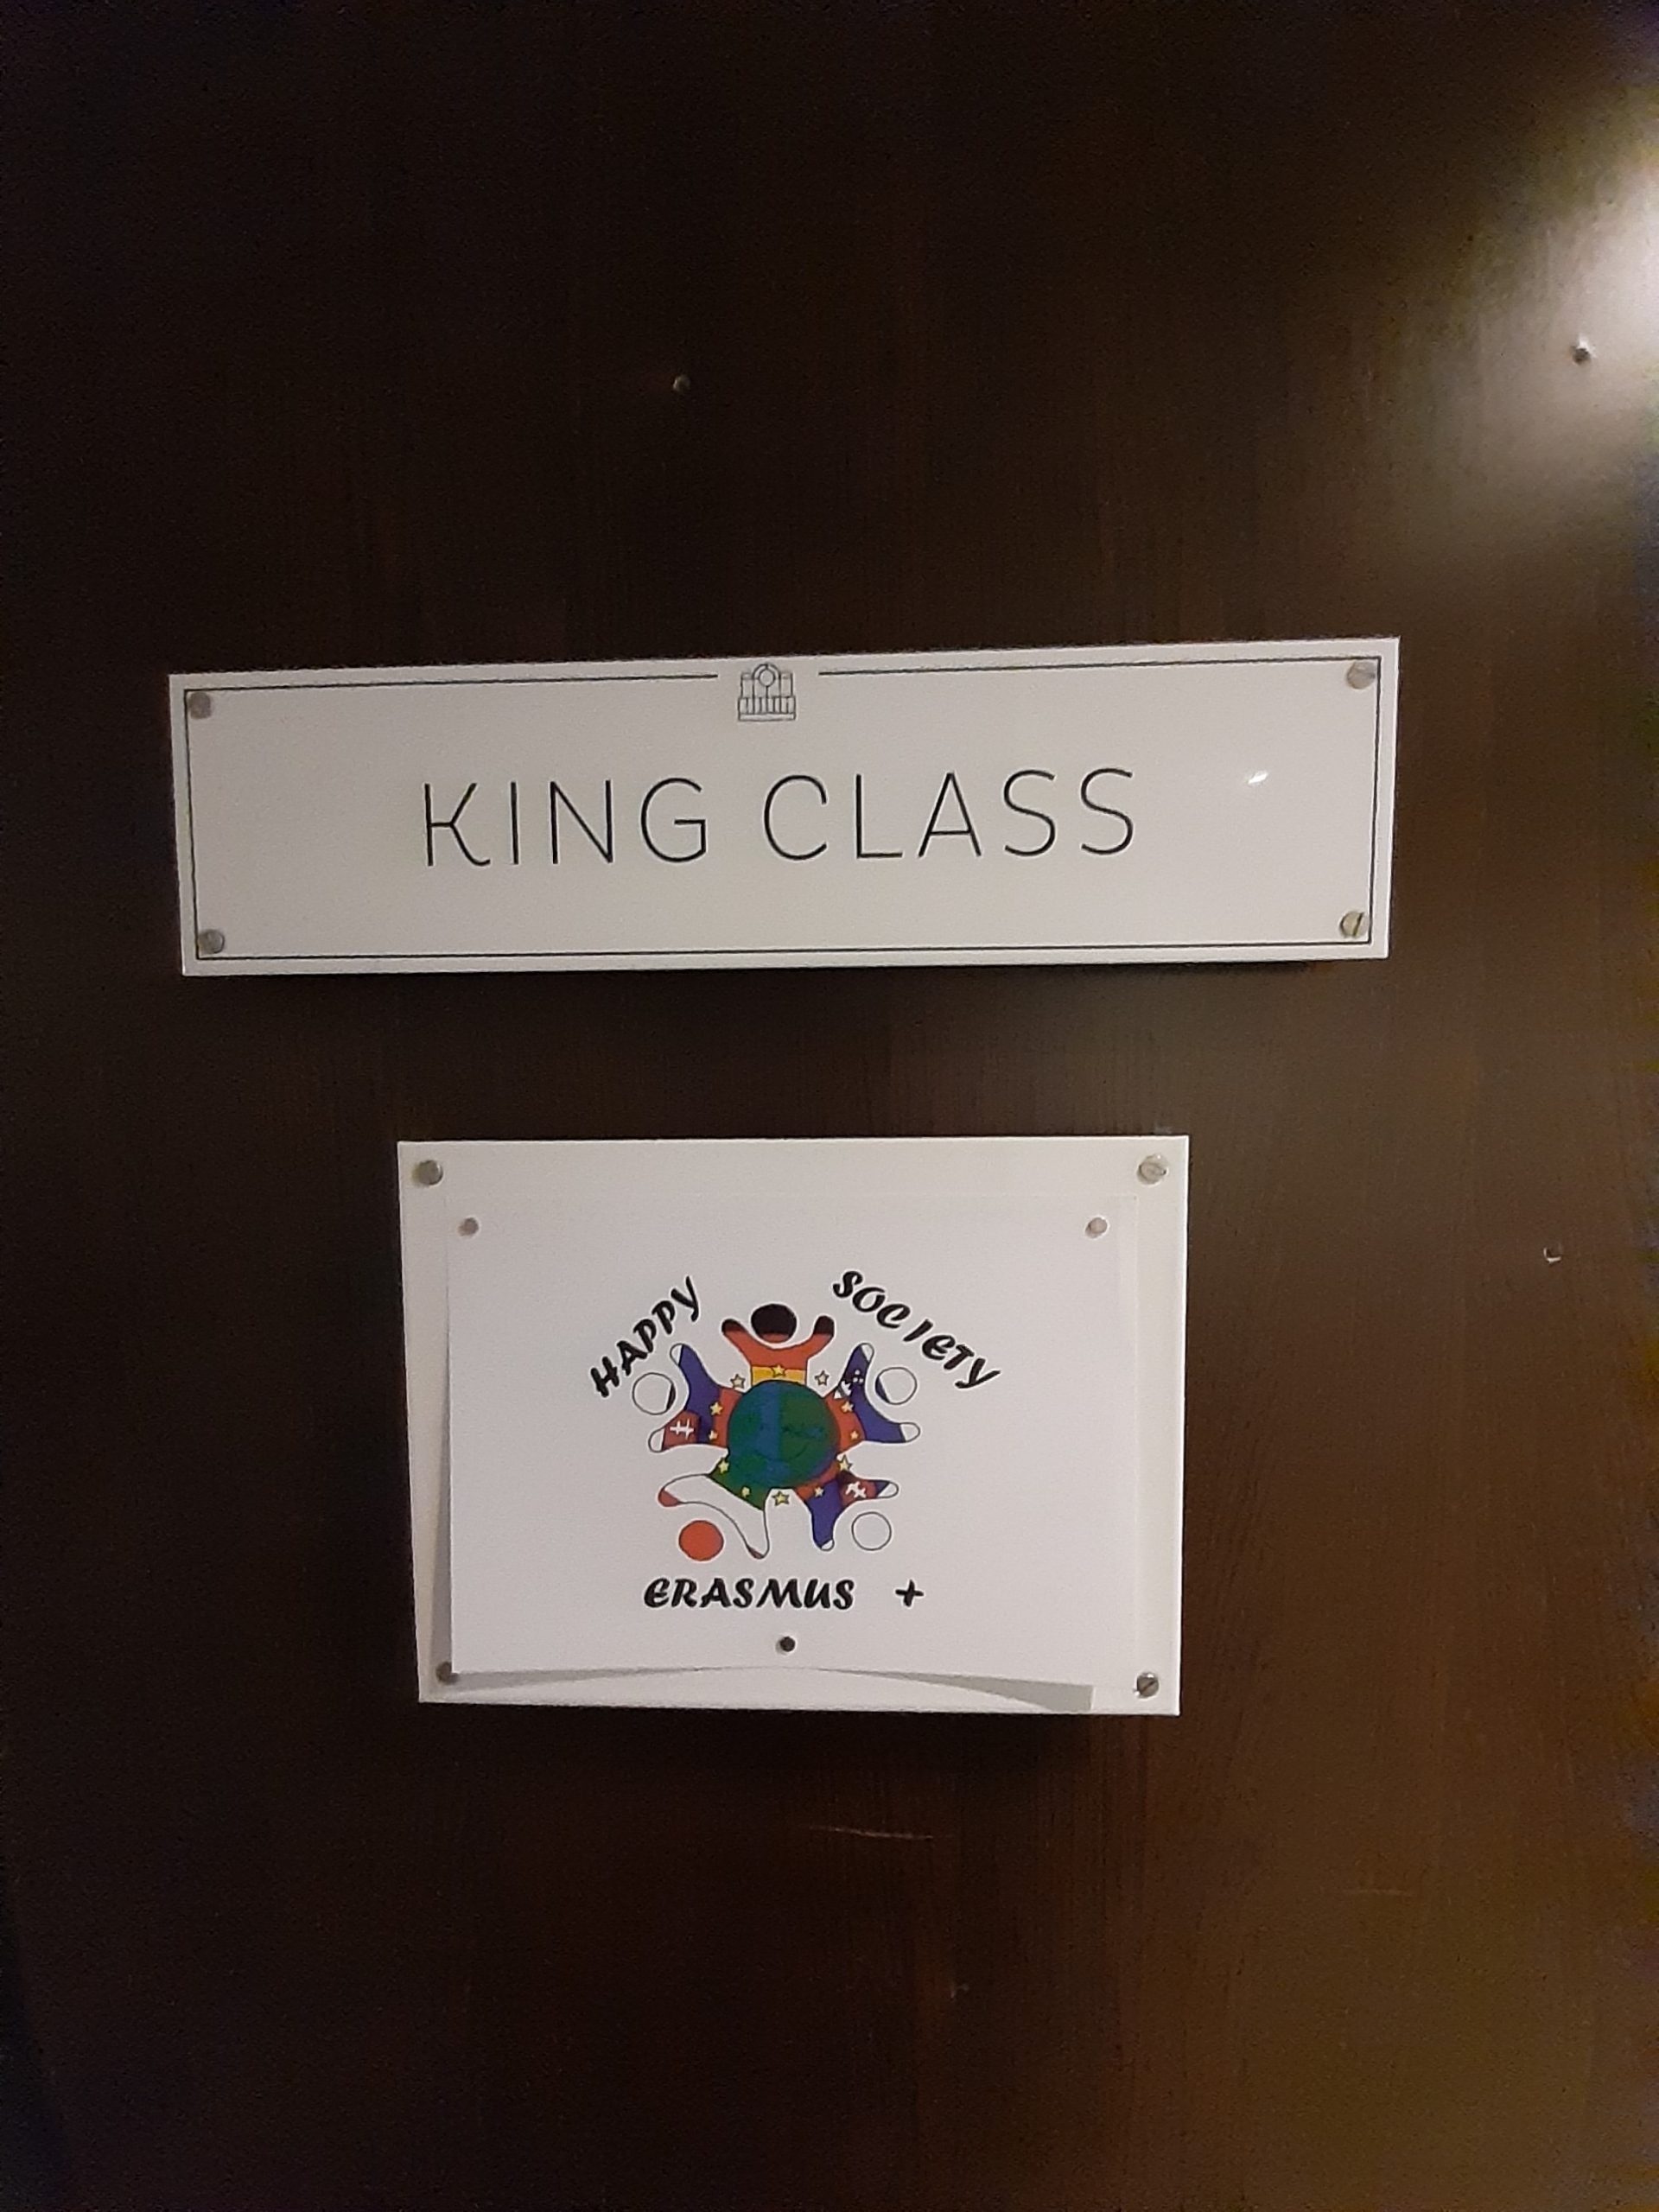 KING CLASS
HAPPY SOCIETY
ERASMUS +